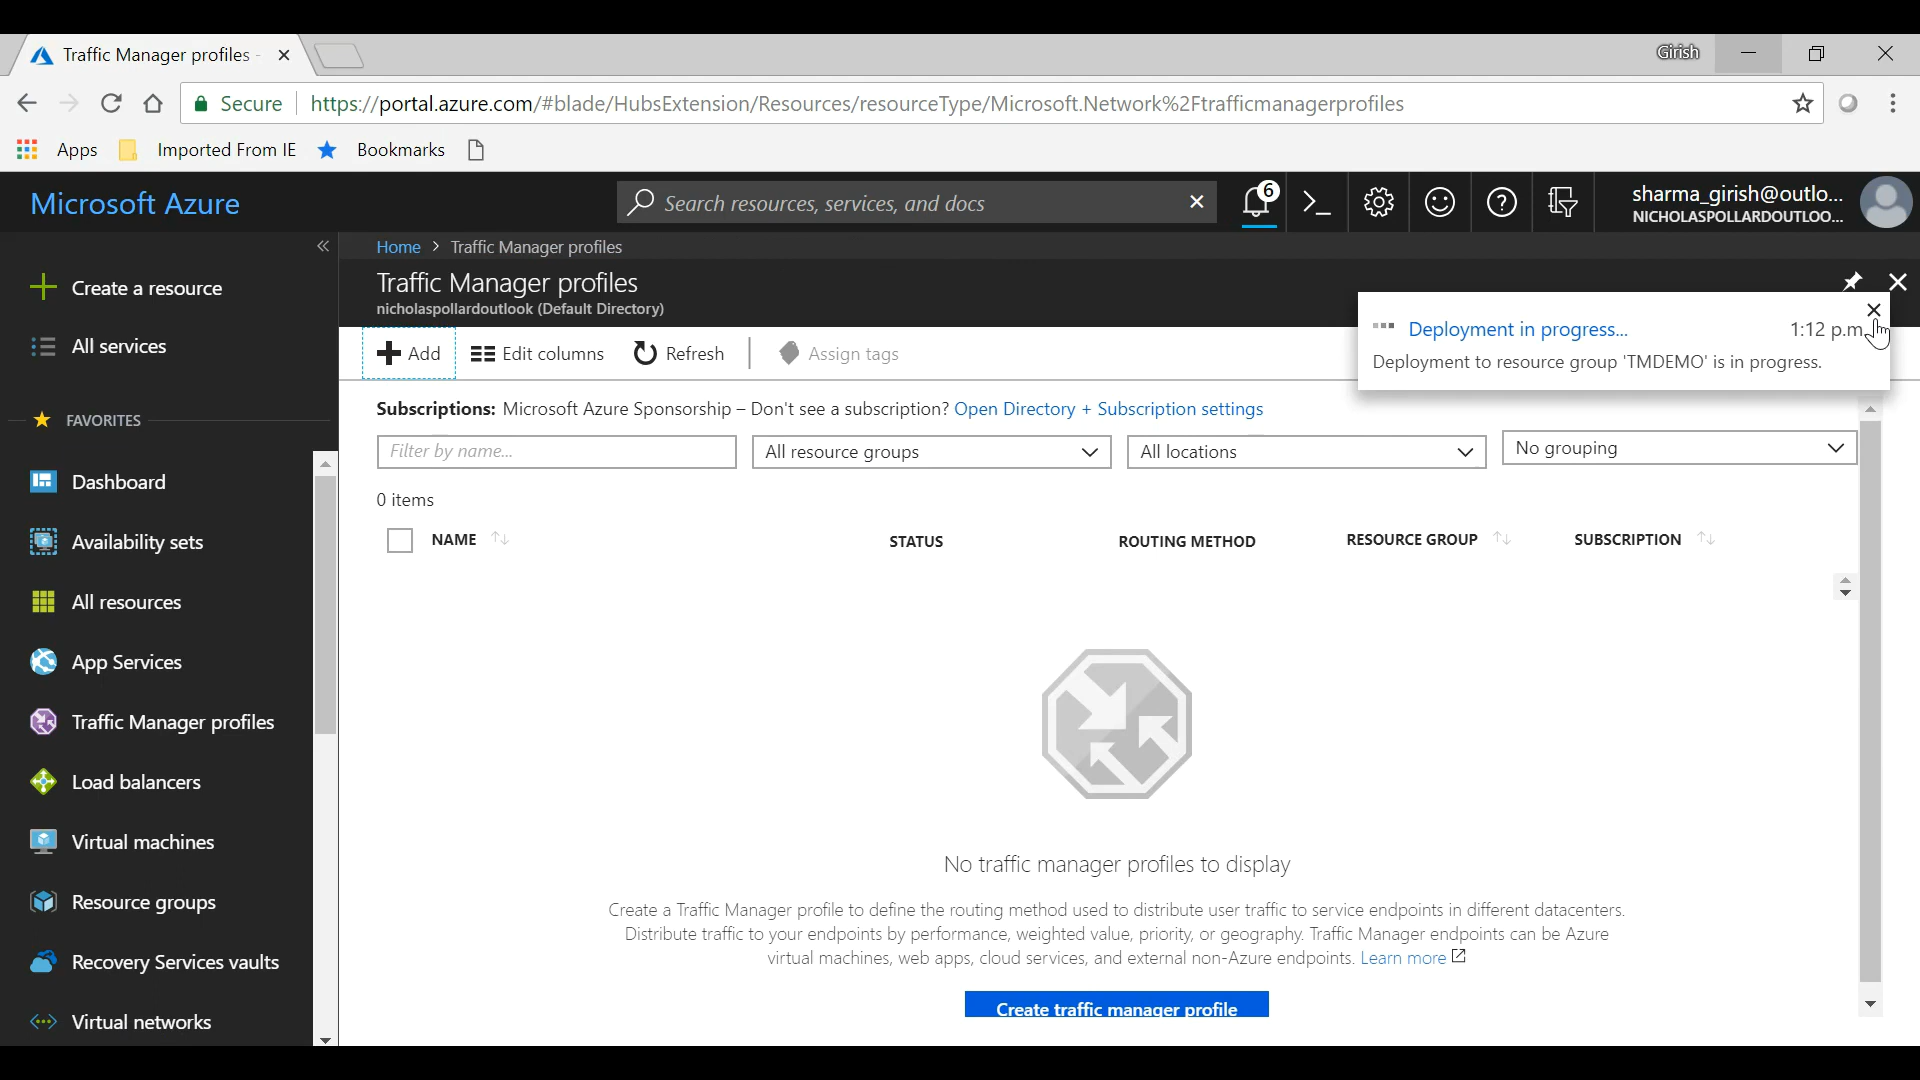 Traffic Manager profiles -
Girish
Secure https://portal.azure.com/#blade/HubsExtension/Resources/resourceType/Microsoft.Network%2Ftrafficmanagerprofiles
Apps Imported From IE Bookmarks
Microsoft Azure
Search resources, services, and docs
6
sharma_girish@outlo...
NICHOLASPOLLARDOUTLOO...
Home > Traffic Manager profiles
Traffic Manager profiles
nicholaspollardoutlook (Default Directory)
Create a resource
All services
FAVORITES
Dashboard
Availability sets
All resources
App Services
Traffic Manager profiles
Load balancers
Virtual machines
Resource groups
Recovery Services vaults
Virtual networks
Add Edit columns Refresh Assign tags
Deployment in progress... 1:12 p.m.
Deployment to resource group 'TMDEMO' is in progress.
Subscriptions: Microsoft Azure Sponsorship – Don't see a subscription? Open Directory + Subscription settings
Filter by name... All resource groups All locations No grouping
0 items
NAME STATUS ROUTING METHOD RESOURCE GROUP SUBSCRIPTION
No traffic manager profiles to display
Create a Traffic Manager profile to define the routing method used to distribute user traffic to service endpoints in different datacenters.
Distribute traffic to your endpoints by performance, weighted value, priority, or geography. Traffic Manager endpoints can be Azure
virtual machines, web apps, cloud services, and external non-Azure endpoints. Learn more
Create traffic manager profile